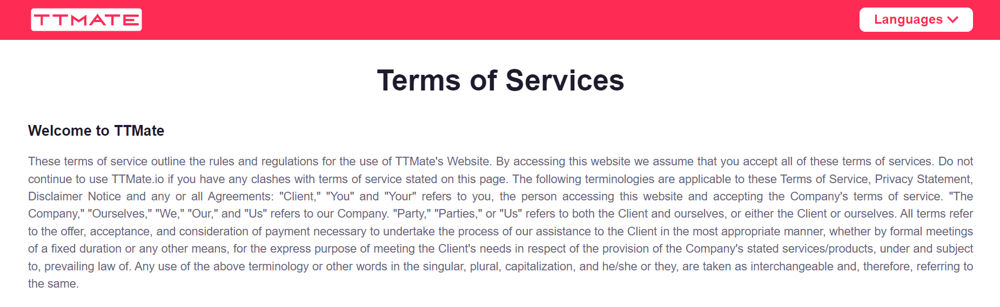 TTMATE
Languages
Terms of Services
Welcome to TTMate
These terms of service outline the rules and regulations for the use of TTMate's Website. By accessing this website we assume that you accept all of these terms of services. Do not
continue to use TTMate.io if you have any clashes with terms of service stated on this page. The following terminologies are applicable to these Terms of Service, Privacy Statement,
Disclaimer Notice and any or all Agreements: "Client," "You" and "Your" refers to you, the person accessing this website and accepting the Company's terms of service. "The
Company," "Ourselves," "We," "Our," and "Us" refers to our Company. "Party," "Parties," or "Us" refers to both the Client and ourselves, or either the Client or ourselves. All terms refer
to the offer, acceptance, and consideration of payment necessary to undertake the process of our assistance to the Client in the most appropriate manner, whether by formal meetings
of a fixed duration or any other means, for the express purpose of meeting the Client's needs in respect of the provision of the Company's stated services/products, under and subject
to, prevailing law of. Any use of the above terminology or other words in the singular, plural, capitalization, and he/she or they, are taken as interchangeable and, therefore, referring to
the same.